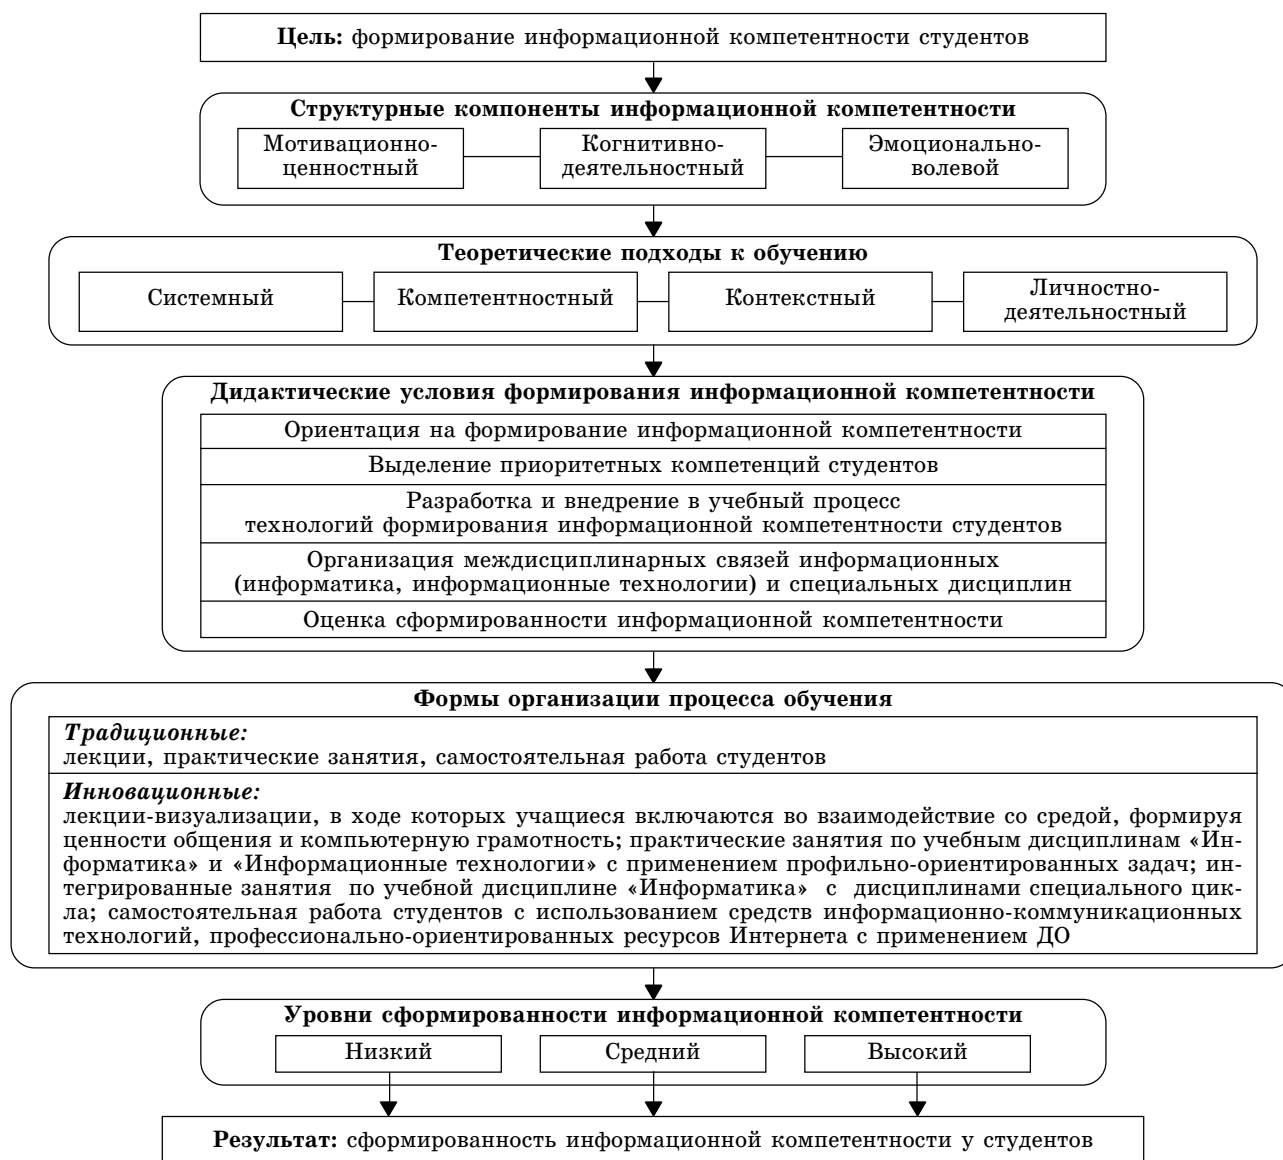 Цель: формирование информационной компетентности студентов
Структурные компоненты информационной компетентности
Мотивационно-
ценностный
Когнитивно-
деятельностный
Эмоционально-
волевой
Теоретические подходы к обучению
Системный
Компетентностный
Контекстный
Личностно-
деятельностный
Дидактические условия формирования информационной компетентности
Ориентация на формирование информационной компетентности
Выделение приоритетных компетенций студентов
Разработка и внедрение в учебный процесс
технологий формирования информационной компетентности студентов
Организация междисциплинарных связей информационных
(информатика, информационные технологии) и специальных дисциплин
Оценка сформированности информационной компетентности
Формы организации процесса обучения
Традиционные:
лекции, практические занятия, самостоятельная работа студентов
Инновационные:
лекции-визуализации, в ходе которых учащиеся включаются во взаимодействие со средой, формируя
ценности общения и компьютерную грамотность; практические занятия по учебным дисциплинам «Ин-
форматика» и «Информационные технологии» с применением профильно-ориентированных задач; ин-
тегрированные занятия по учебной дисциплине «Информатика» с дисциплинами специального цик-
ла; самостоятельная работа студентов с использованием средств информационно-коммуникационных
технологий, профессионально-ориентированных ресурсов Интернета с применением ДО
Уровни сформированности информационной компетентности
Низкий
Средний
Высокий
Результат: сформированность информационной компетентности у студентов